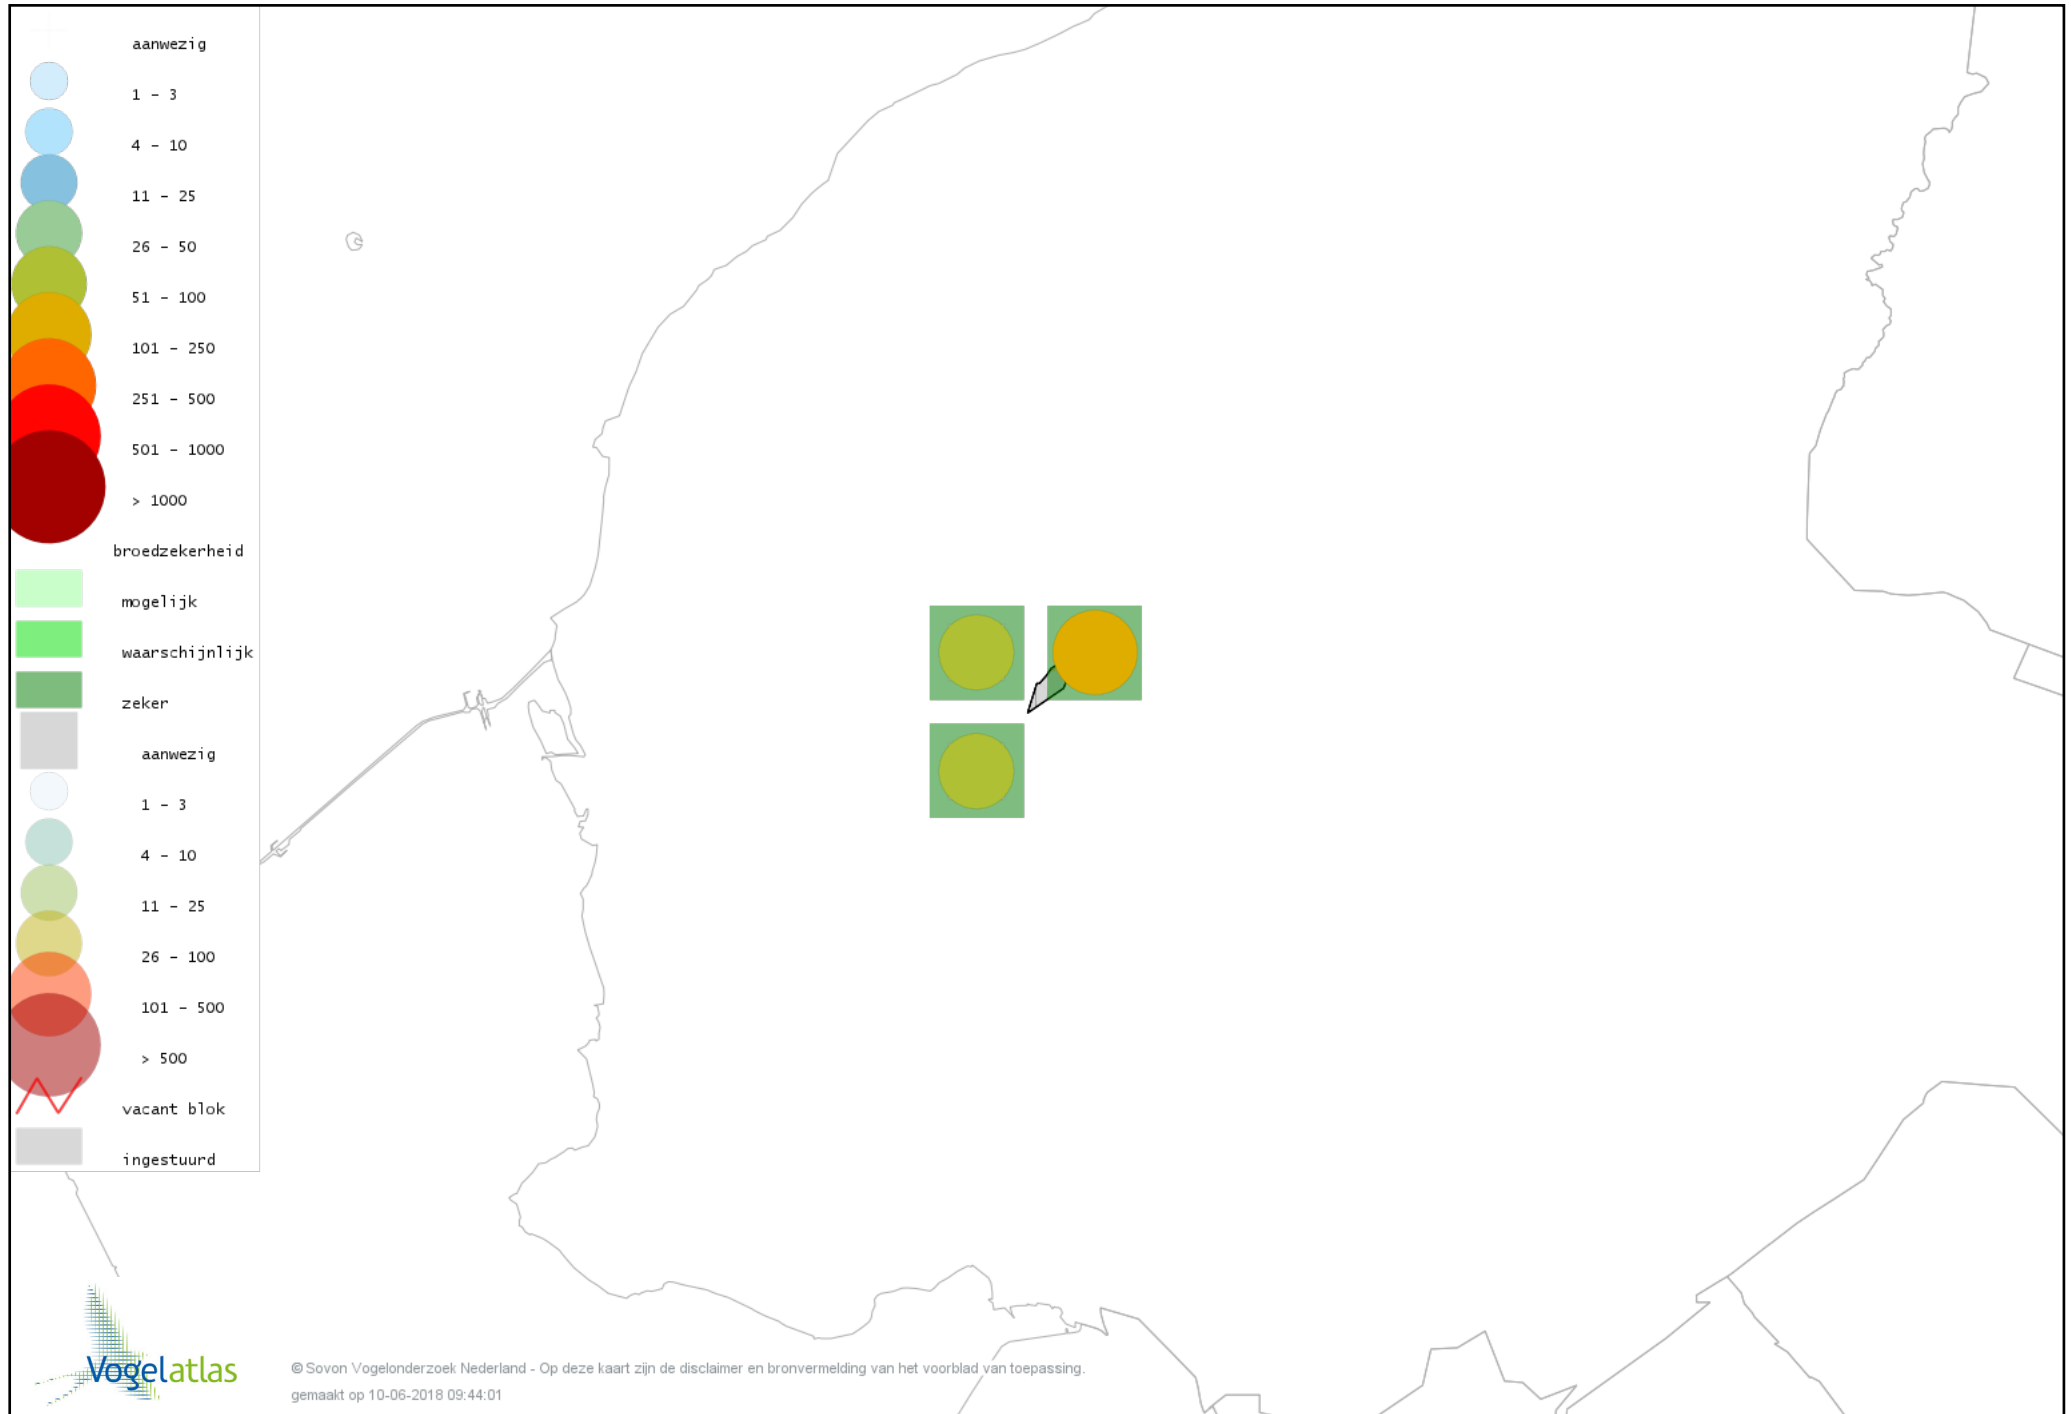 aanwezig
1 - 3
4 - 10
11 - 25
26 - 50
51 - 100
101 - 250
251 - 500
501 - 1000
> 1000
broedzekerheid
mogelijk
waarschijnlijk
zeker
aanwezig
1 - 3
4 - 10
11 - 25
26 - 100
101 - 500
> 500
vacant blok
ingestuurd
Vogelatlas
© Sovon Vogelonderzoek Nederland - Op deze kaart zijn de disclaimer en bronvermelding van het voorblad van toepassing.
gemaakt op 10-06-2018 09:44:01